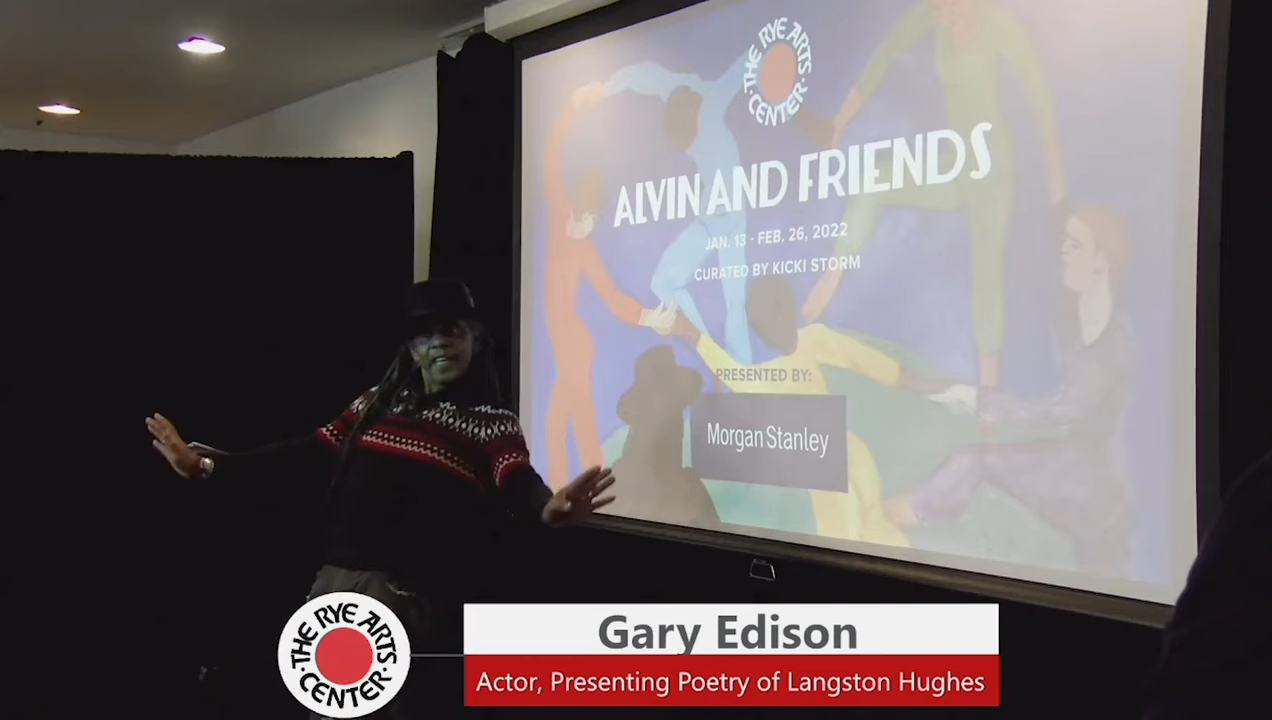 THE RYE ARTS
CENTER
ALVIN AND FRIENDS
JAN. 13 - FEB. 26, 2022
CURATED BY KICKI STORM
PRESENTED BY:
Morgan Stanley
THE RYE ARTS
CENTER
Gary Edison
Actor, Presenting Poetry of Langston Hughes